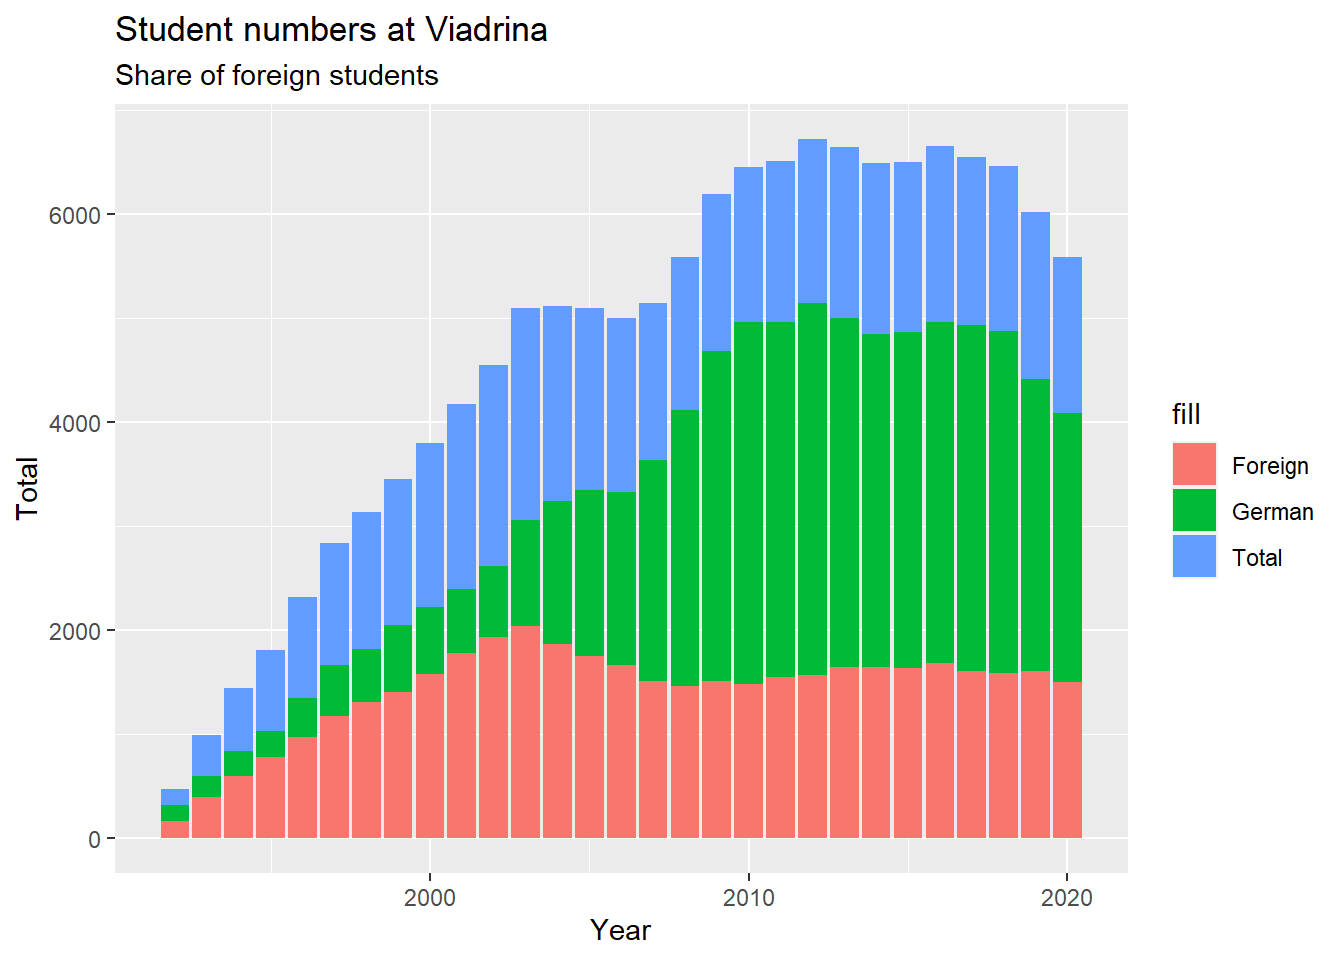 Student numbers at Viadrina
Share of foreign students
6000
4000
2000
0
Total
2000
2010
2020
Year
fill
Foreign
German
Total